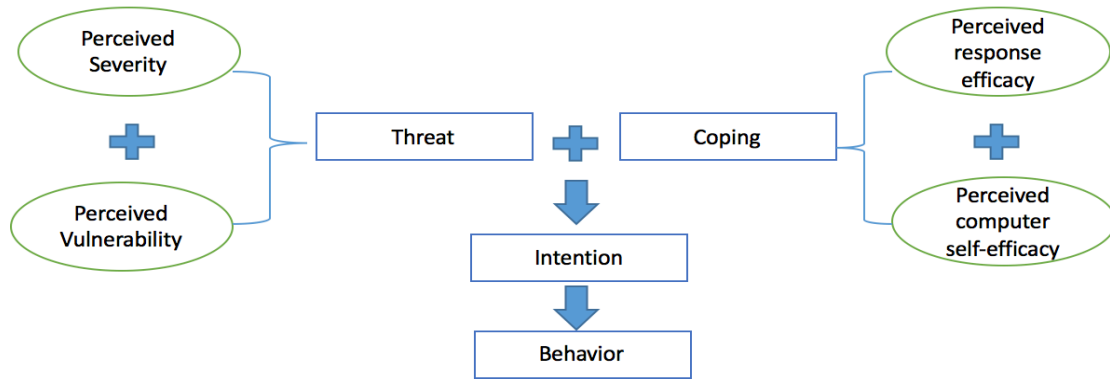 Perceived
Severity
Perceived
Vulnerability
Threat
Coping
Perceived
response
efficacy
Perceived
computer
self-efficacy
Intention
Behavior